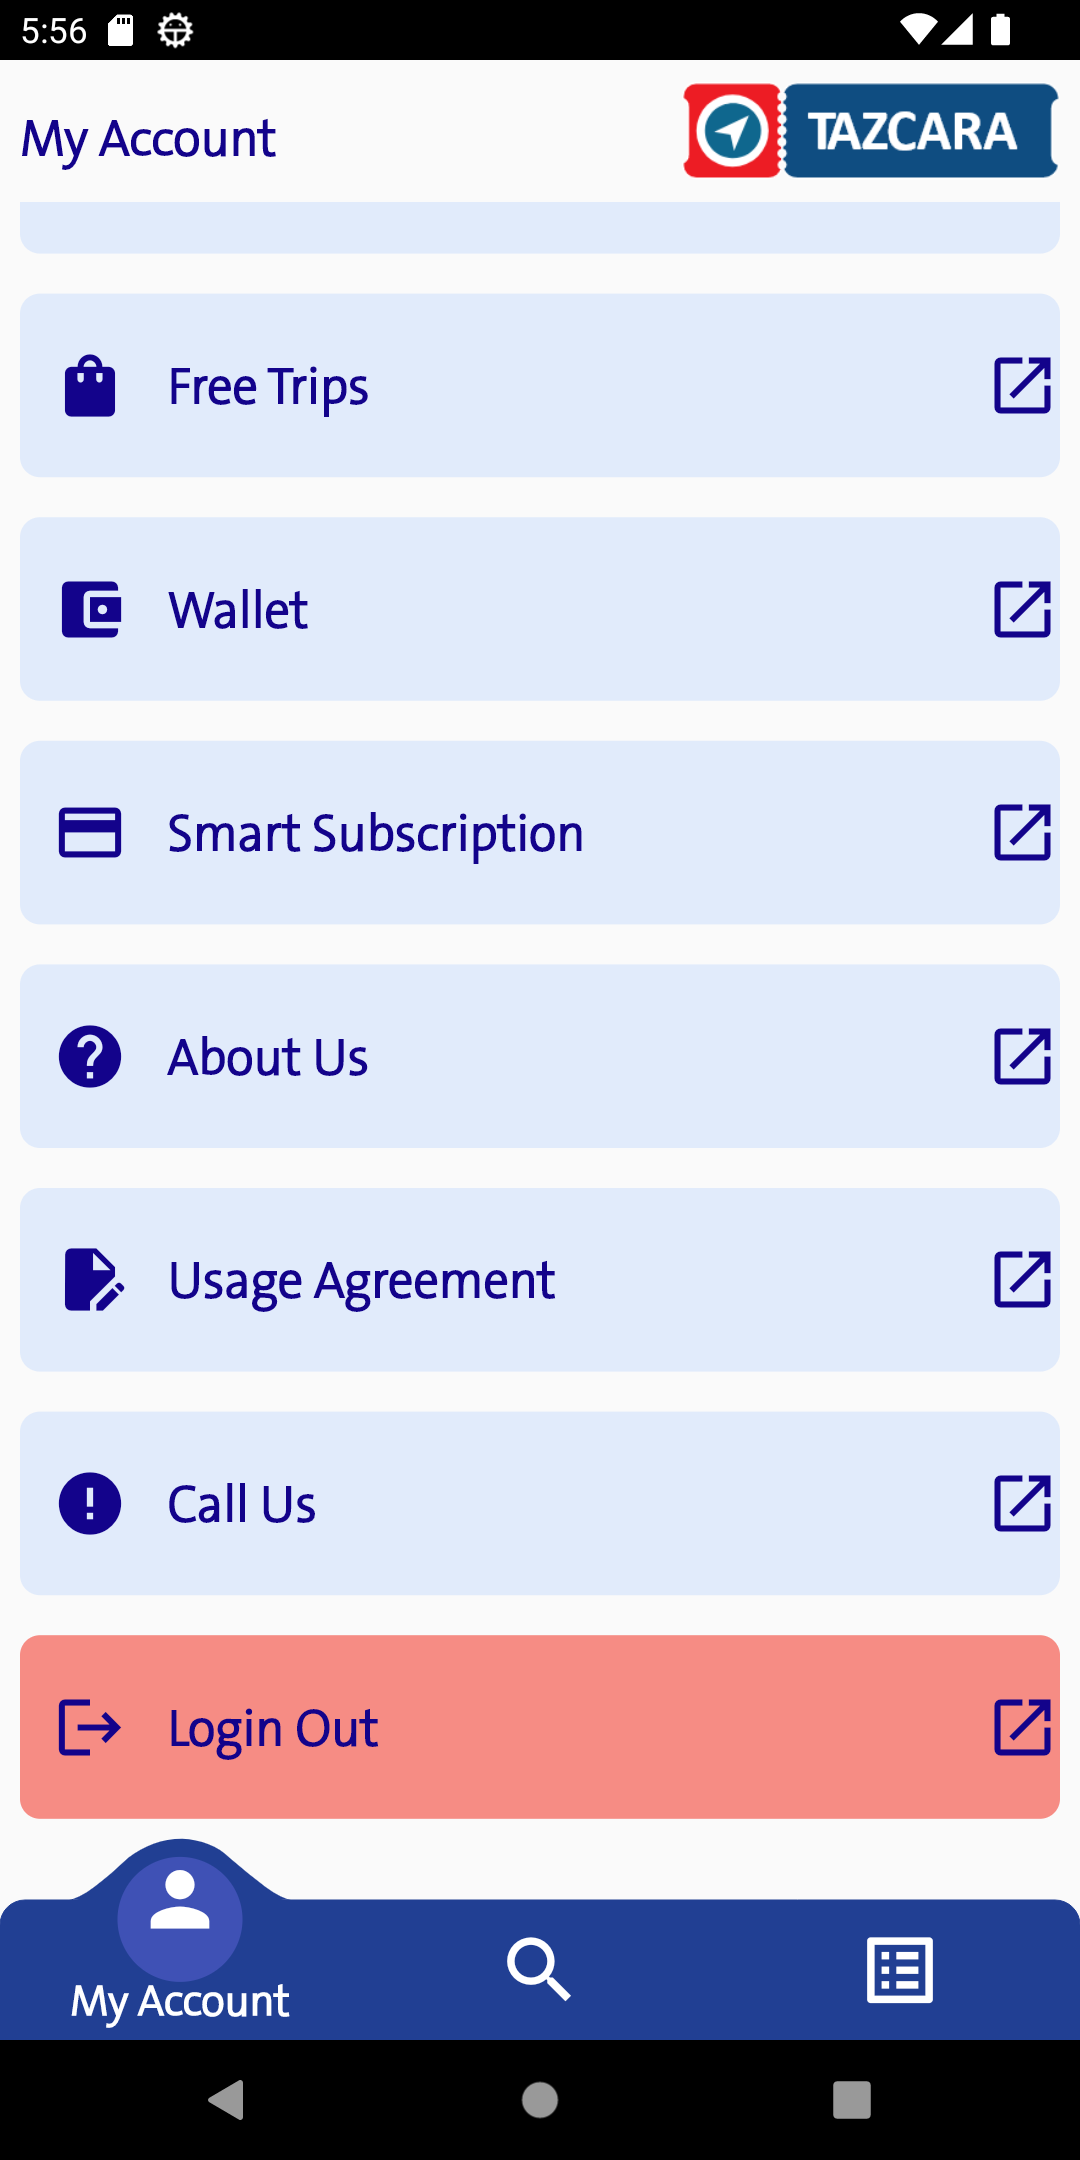 5:56
My Account
TAZCARA
Free Trips
Wallet
Smart Subscription
About Us
Usage Agreement
Call Us
Login Out
My Account